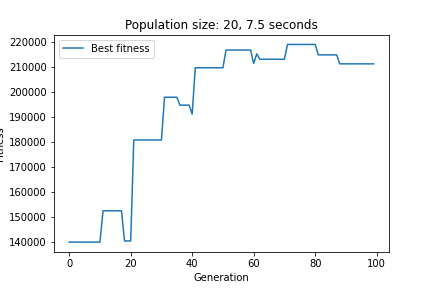 Population size: 20, 7.5 seconds
Best fitness
220000
210000
200000
190000
180000
170000
160000
150000
140000
Fitness
0 20 40 60 80 100
Generation